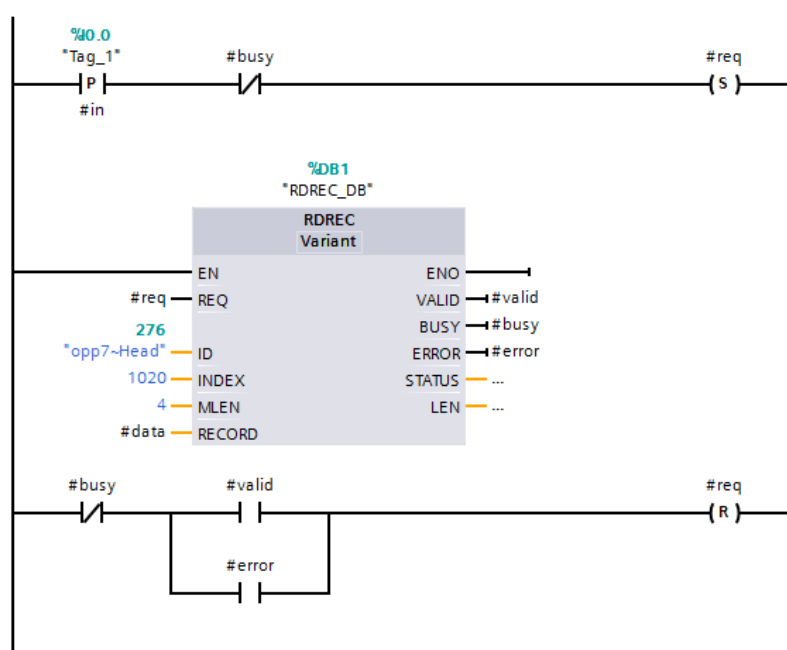 %I0.0
"Tag_1" #busy #req
P S
#in
%DB1
"RDREC_DB"
RDREC
Variant
EN ENO
#req REQ VALID #valid
276 BUSY #busy
"opp7~Head" ID ERROR #error
1020 INDEX STATUS ...
4 MLEN LEN ...
#data RECORD
#busy #valid #req
R
#error